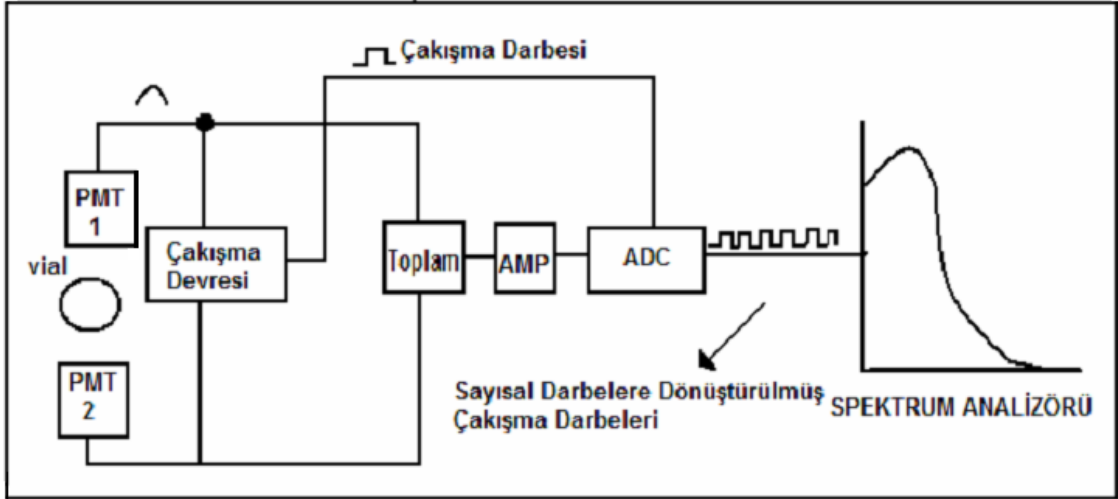 Çakışma Darbesi
PMT
1
Çakışma
Devresi
Toplam
AMP
ADC
vial
PMT
2
Sayısal Darbelere Dönüştürülmüş
Çakışma Darbeleri
SPEKTRUM ANALİZÖRÜ